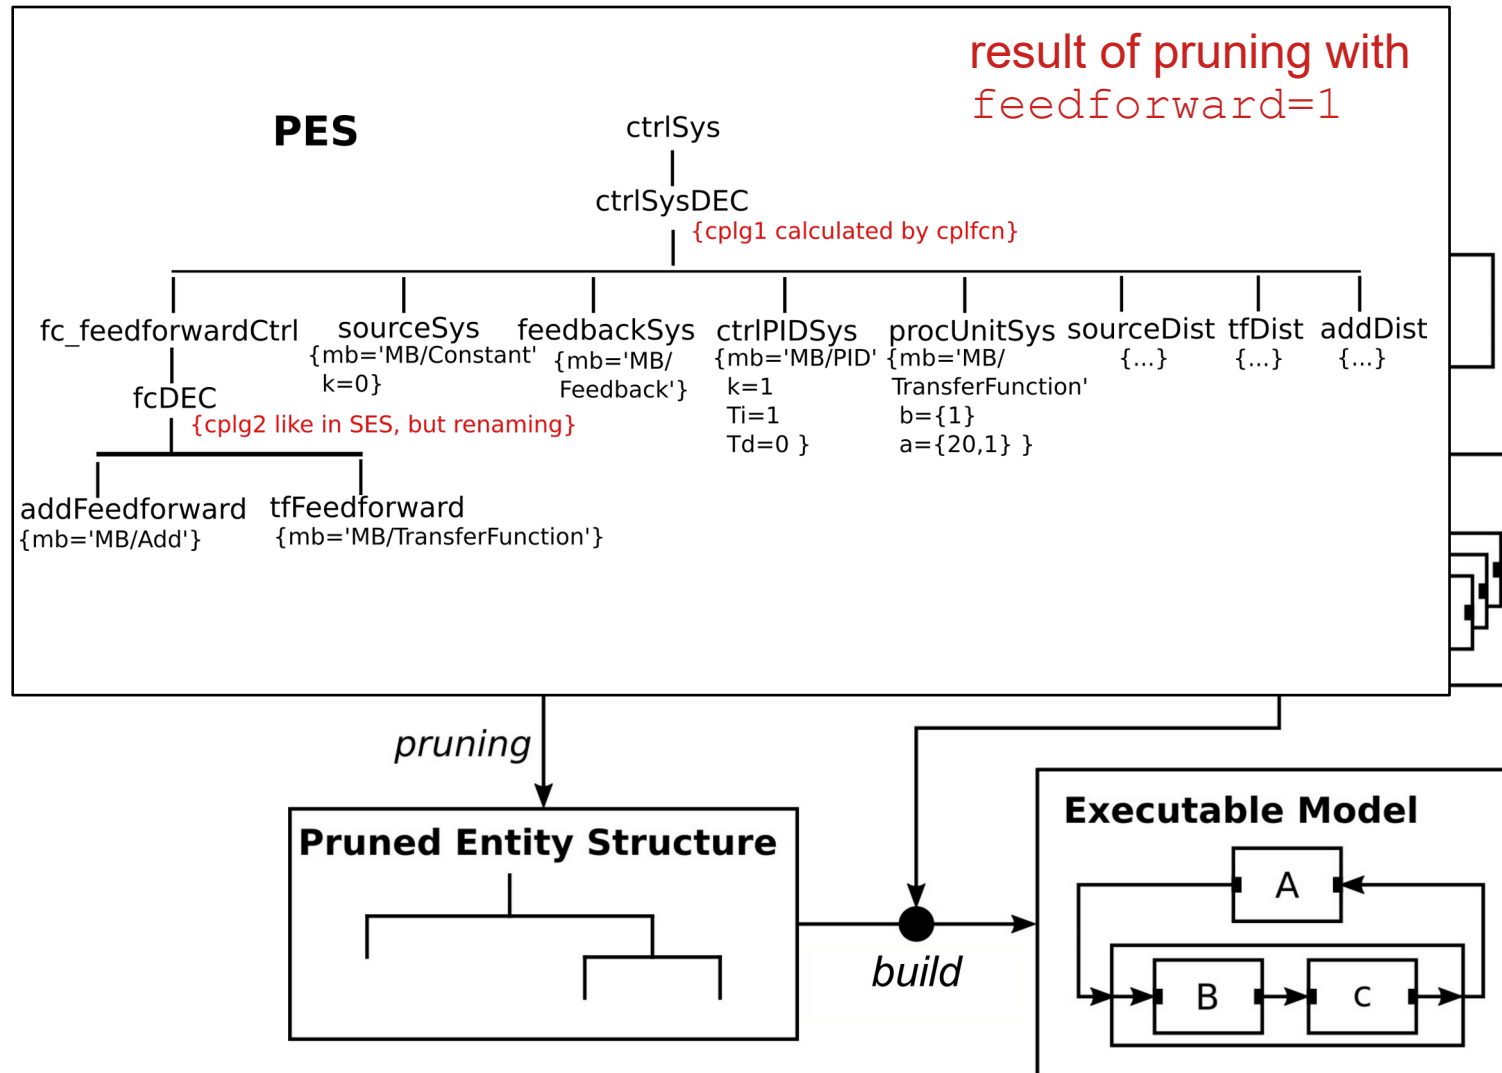 result of pruning with
feedforward=1
PES
ctrlSys
ctrlSysDEC
{cplg1 calculated by cplfcn}
fc_feedforwardCtrl
sourceSys
feedbackSys
ctrlPIDSys
procUnitSys
sourceDist
tfDist
addDist
{mb='MB/Constant'
k=0}
{mb='MB/
Feedback'}
{mb='MB/PID'
k=1
Ti=1
Td=0 }
{mb='MB/
TransferFunction'
b={1}
a={20,1} }
{...}
{...}
{...}
fcDEC
{cplg2 like in SES, but renaming}
addFeedforward
{mb='MB/Add'}
tfFeedforward
{mb='MB/TransferFunction'}
pruning
Pruned Entity Structure
build
Executable Model
A
B
c